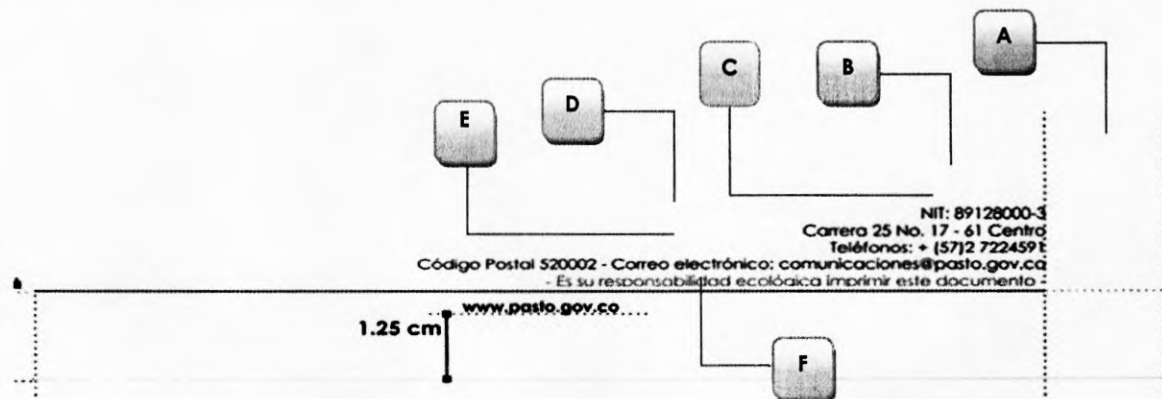 A
B
C
D
E
NIT: 89128000-3
Carrera 25 No. 17 - 61 Centro
Teléfonos: + (57)2 7224591
Código Postal 520002 - Correo electrónico: comunicaciones@pasto.gov.co
- Es su responsabilidad ecológica imprimir este documento -
www.pasto.gov.co
1.25 cm
F